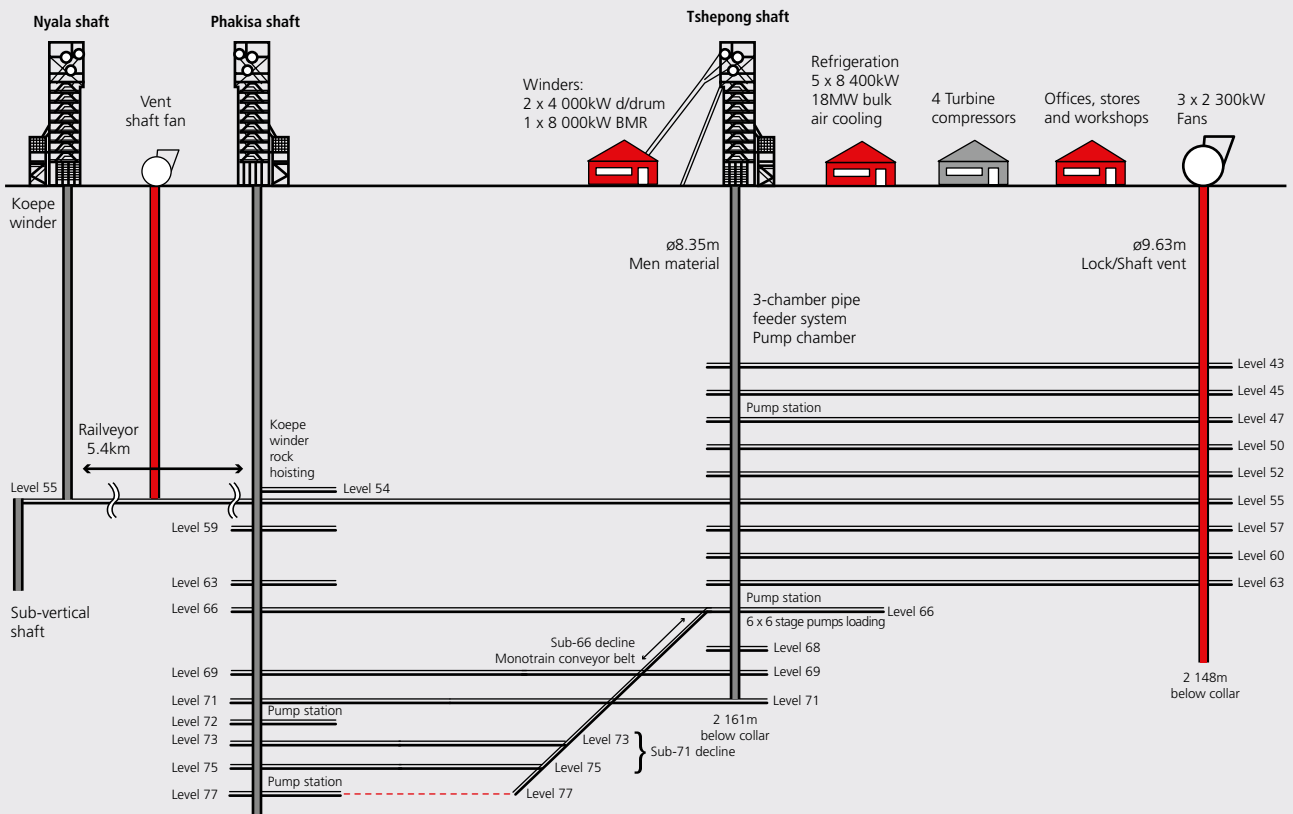 Nyala shaft
Phakisa shaft
Tshepong shaft
Vent
shaft fan
Winders:
2 x 4 000kW d/drum
1 x 8 000kW BMR
Refrigeration
5 x 8 400kW
18MW bulk
air cooling
4 Turbine
compressors
Offices, stores
and workshops
3 x 2 300kW
Fans
Koepe
winder
ø8.35m
Men material
ø9.63m
Lock/Shaft vent
3-chamber pipe
feeder system
Pump chamber
Level 43
Level 45
Pump station
Level 47
Railveyor
5.4km
Koepe
winder
rock
hoisting
Level 50
Level 52
Level 55
Level 54
Level 55
Level 59
Level 57
Level 60
Level 63
Level 63
Sub-vertical
shaft
Level 66
Pump station
6 x 6 stage pumps loading
Level 66
Sub-66 decline
Monotrain conveyor belt
Level 68
Level 69
Level 69
2 148m
below collar
Level 71
Pump station
Level 71
Level 72
2 161m
below collar
Level 73
Level 73
Sub-71 decline
Level 75
Level 75
Pump station
Level 77
Level 77